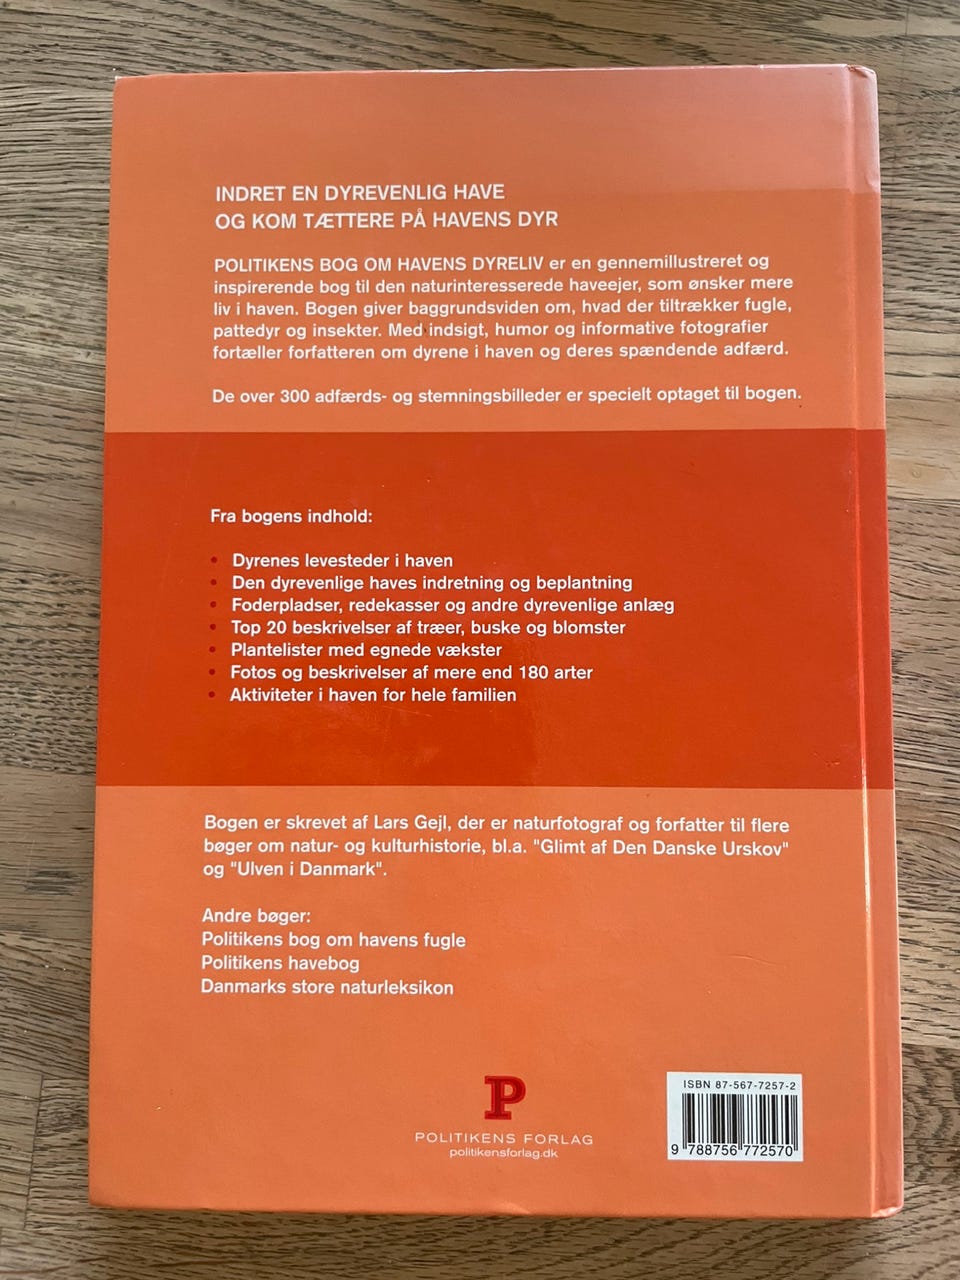 INDRET EN DYREVENLIG HAVE
OG KOM TÆTTERE PÅ HAVENS DYR
POLITIKENS BOG OM HAVENS DYRELIV er en gennemillustreret og
inspirerende bog til den naturinteresserede haveejer, som ønsker mere
liv i haven. Bogen giver baggrundsviden om, hvad der tiltrækker fugle,
pattedyr og insekter. Med indsigt, humor og informative fotografier
fortæller forfatteren om dyrene i haven og deres spændende adfærd.
De over 300 adfærds- og stemningsbilleder er specielt optaget til bogen.
Fra bogens indhold:
• Dyrenes levesteder i haven
• Den dyrevenlige haves indretning og beplantning
• Foderpladser, redekasser og andre dyrevenlige anlæg
• Top 20 beskrivelser af træer, buske og blomster
• Plantelister med egnede vækster
• Fotos og beskrivelser af mere end 180 arter
• Aktiviteter i haven for hele familien
Bogen er skrevet af Lars Gejl, der er naturfotograf og forfatter til flere
bøger om natur- og kulturhistorie, bl.a. "Glimt af Den Danske Urskov"
og "Ulven i Danmark".
Andre bøger:
Politikens bog om havens fugle
Politikens havebog
Danmarks store naturleksikon
P
POLITIKENS FORLAG
politikensforlag.dk
ISBN 87-567-7257-2
9 788756 772570